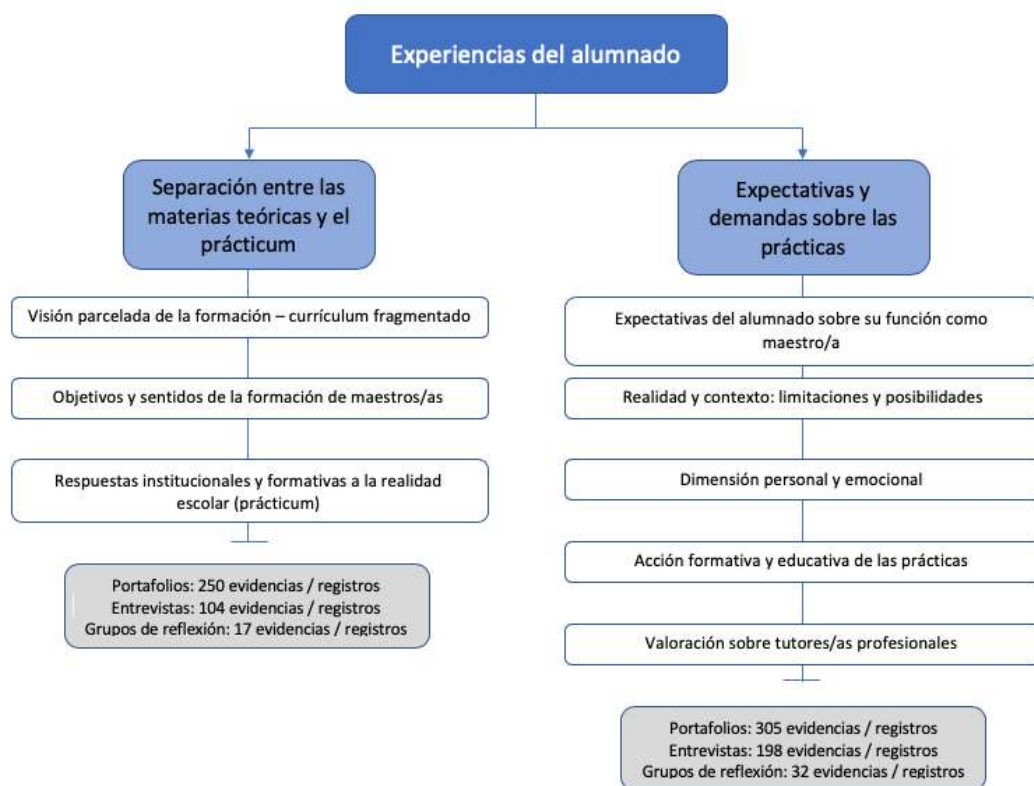 Experiencias del alumnado
Separación entre las
materias teóricas y el
prácticum
Visión parcelada de la formación – currículum fragmentado
Objetivos y sentidos de la formación de maestros/as
Respuestas institucionales y formativas a la realidad
escolar (prácticum)
Portafolios: 250 evidencias / registros
Entrevistas: 104 evidencias / registros
Grupos de reflexión: 17 evidencias / registros
Expectativas y
demandas sobre las
prácticas
Expectativas del alumnado sobre su función como
maestro/a
Realidad y contexto: limitaciones y posibilidades
Dimensión personal y emocional
Acción formativa y educativa de las prácticas
Valoración sobre tutores/as profesionales
Portafolios: 305 evidencias / registros
Entrevistas: 198 evidencias / registros
Grupos de reflexión: 32 evidencias / registros